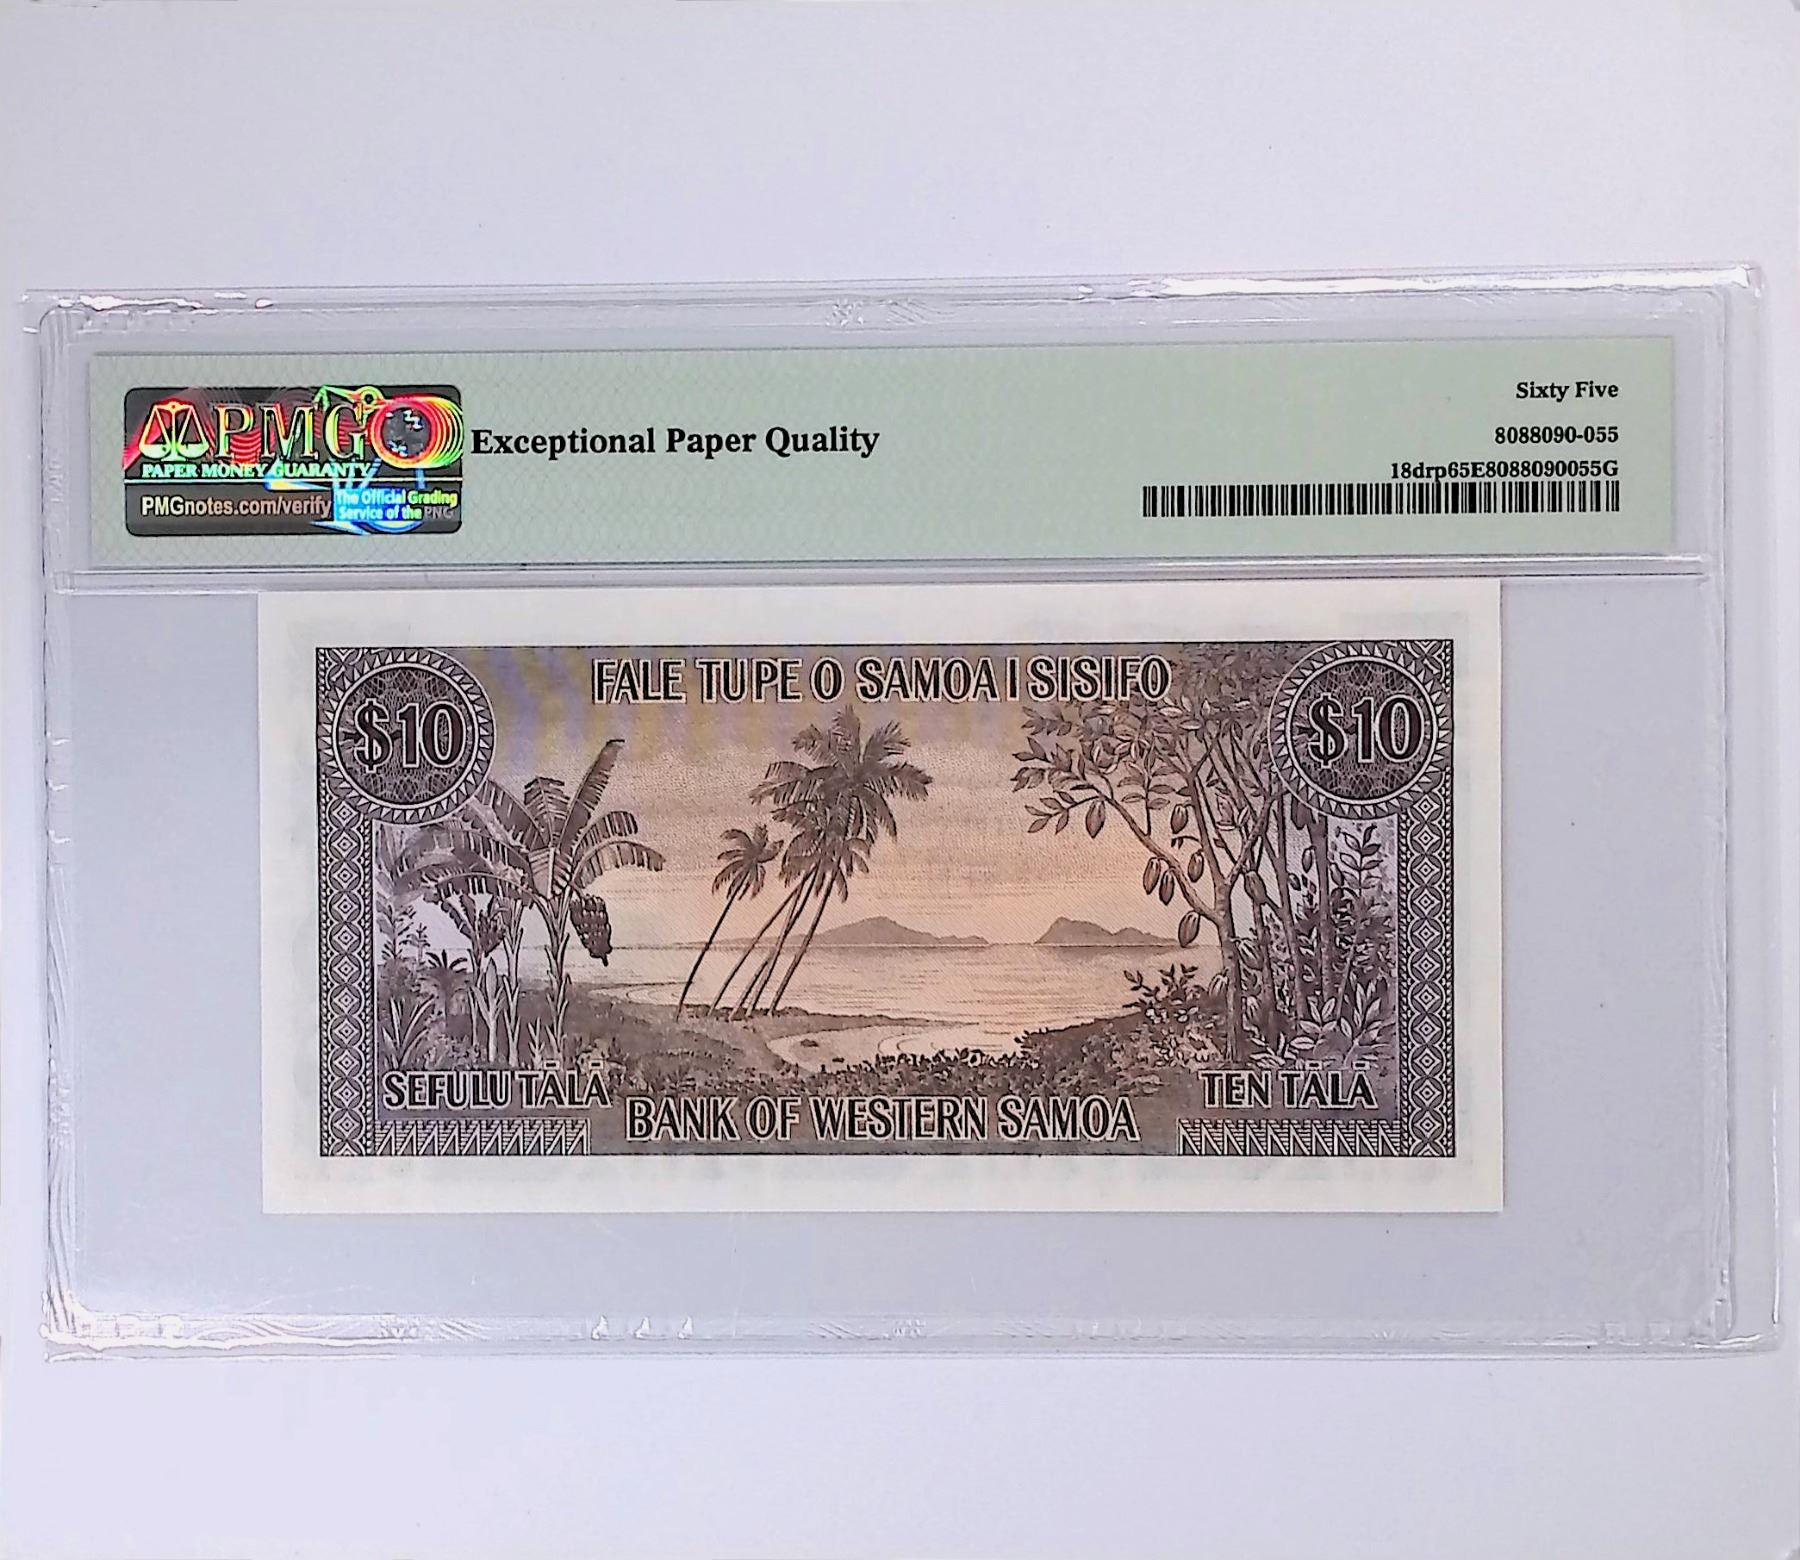 Sixty Five
PMG
PAPER MONEY GUARANTY
PMGnotes.com/verify
The Official Grading
Service of the PNG
Exceptional Paper Quality
8088090-055
18drp65E8088090055G
FALE TUPE O SAMOA I SISIFO
$10
$10
SEFULU TĀLĀ
TEN TĀLĀ
BANK OF WESTERN SAMOA